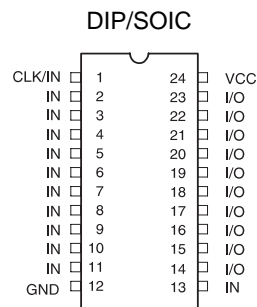 DIP/SOIC
CLK/IN 1 24 VCC
IN 2 23 I/O
IN 3 22 I/O
IN 4 21 I/O
IN 5 20 I/O
IN 6 19 I/O
IN 7 18 I/O
IN 8 17 I/O
IN 9 16 I/O
IN 10 15 I/O
IN 11 14 I/O
GND 12 13 IN